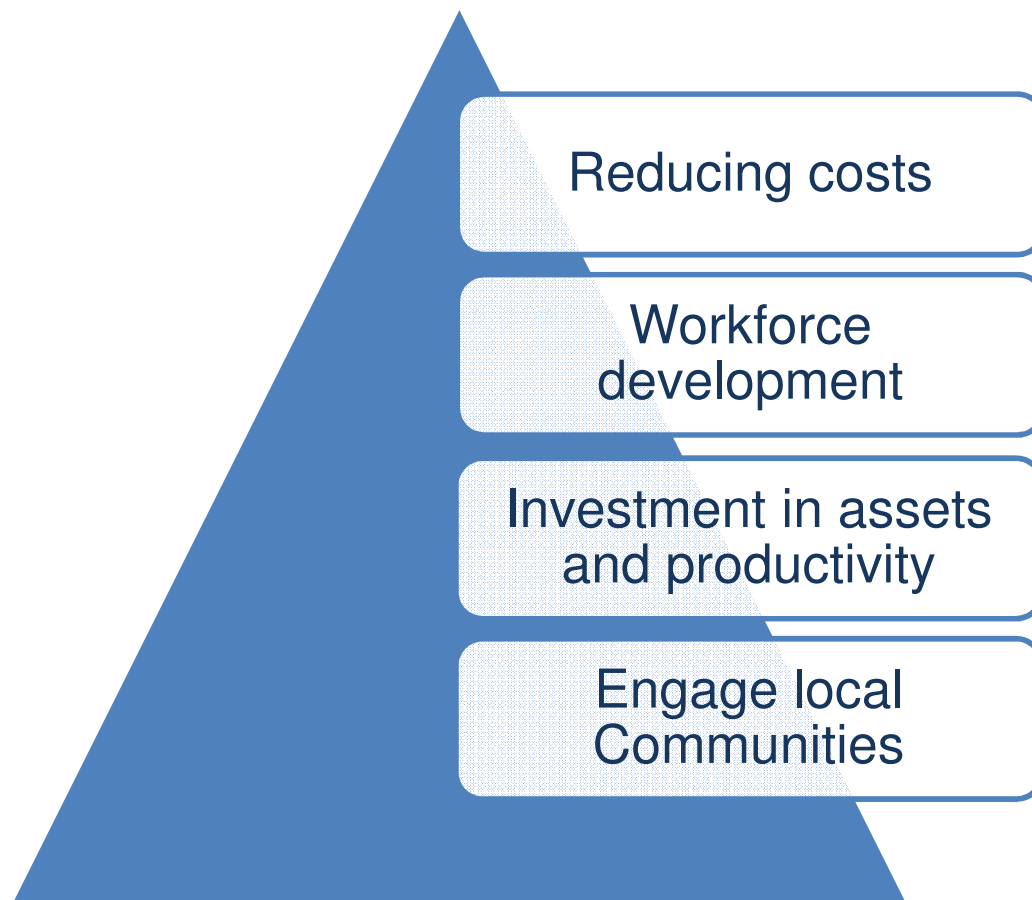 Reducing costs
Workforce
development
Investment in assets
and productivity
Engage local
Communities